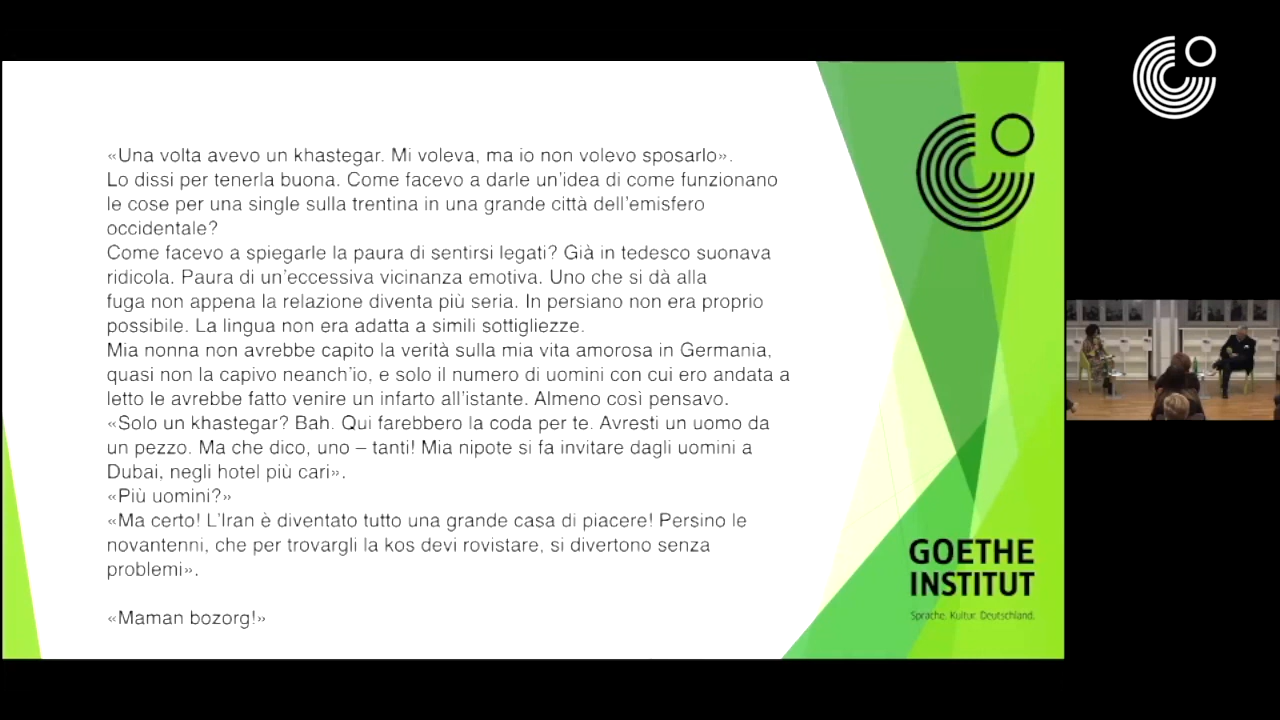 «Una volta avevo un khastegar. Mi voleva, ma io non volevo sposarlo».
Lo dissi per tenerla buona. Come facevo a darle un'idea di come funzionano
le cose per una single sulla trentina in una grande città dell'emisfero
occidentale?
Come facevo a spiegarle la paura di sentirsi legati? Già in tedesco suonava
ridicola. Paura di un'eccessiva vicinanza emotiva. Uno che si dà alla
fuga non appena la relazione diventa più seria. In persiano non era proprio
possibile. La lingua non era adatta a simili sottigliezze.
Mia nonna non avrebbe capito la verità sulla mia vita amorosa in Germania,
quasi non la capivo neanch'io, e solo il numero di uomini con cui ero andata a
letto le avrebbe fatto venire un infarto all'istante. Almeno così pensavo.
«Solo un khastegar? Bah. Qui farebbero la coda per te. Avresti un uomo da
un pezzo. Ma che dico, uno – tanti! Mia nipote si fa invitare dagli uomini a
Dubai, negli hotel più cari».
«Più uomini?»
«Ma certo! L'Iran è diventato tutto una grande casa di piacere! Persino le
novantenni, che per trovargli la kos devi rovistare, si divertono senza
problemi».
«Maman bozorg!»
GOETHE
INSTITUT
Sprache. Kultur. Deutschland.